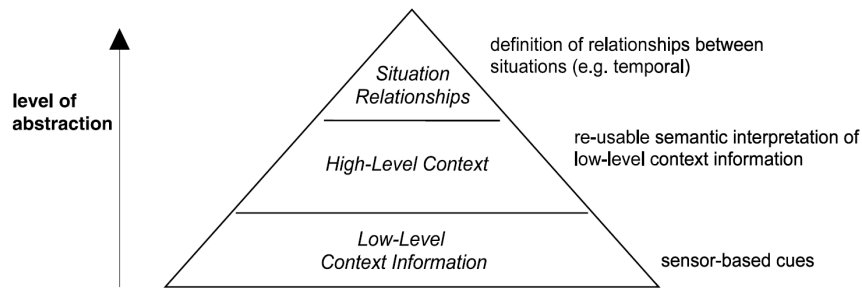 definition of relationships between
situations (e.g. temporal)
Situation
Relationships
level of
abstraction
re-usable semantic interpretation of
low-level context information
High-Level Context
Low-Level
Context Information
sensor-based cues